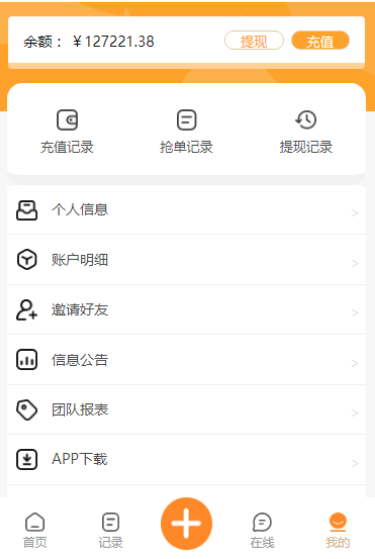 余额：￥127221.38 提现 充值
充值记录 抢单记录 提现记录
个人信息
账户明细
邀请好友
信息公告
团队报表
APP下载
首页 记录 在线 我的